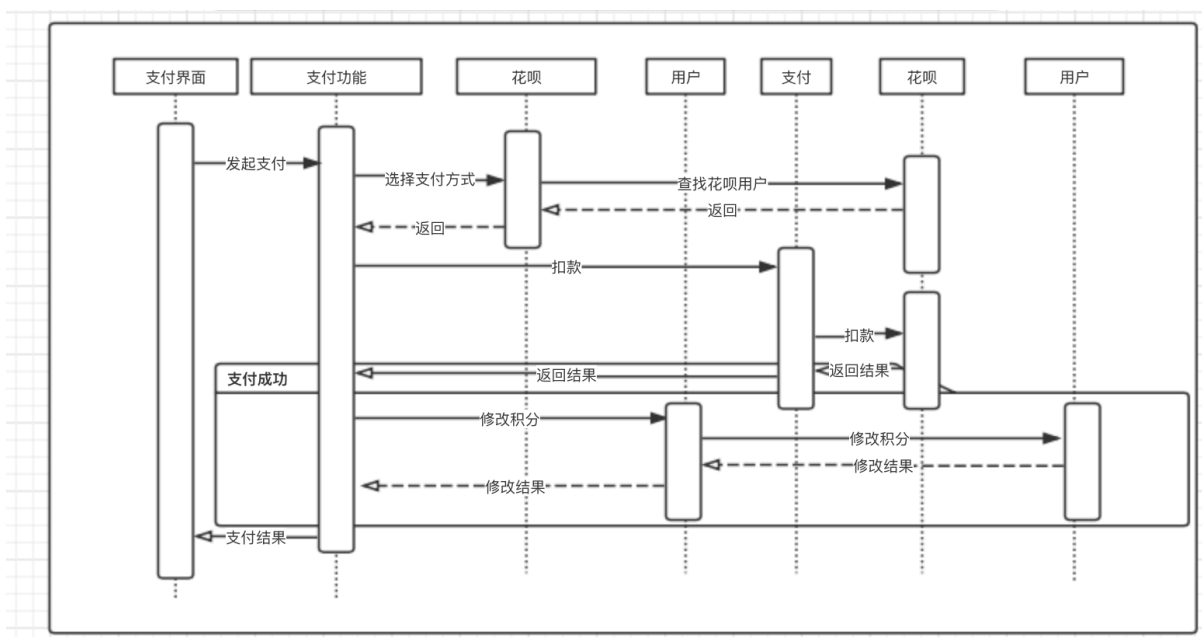 支付界面
支付功能
花呗
用户
支付
花呗
用户
发起支付
选择支付方式
查找花呗用户
返回
返回
扣款
扣款
返回结果
返回结果
支付成功
修改积分
修改积分
修改结果
修改结果
支付结果